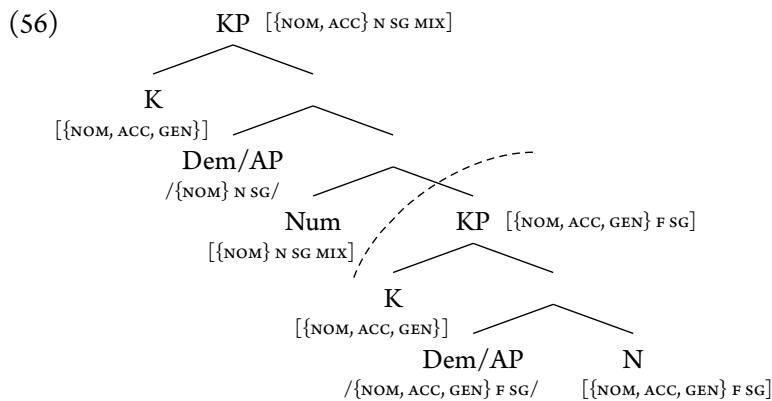 (56)
KP [{NOM, ACC} N SG MIX]
K
[{NOM, ACC, GEN}]
Dem/AP
/{NOM} N SG/
Num KP [{NOM, ACC, GEN} F SG]
[{NOM} N SG MIX]
K
[{NOM, ACC, GEN}]
Dem/AP N
/{NOM, ACC, GEN} F SG/ [{NOM, ACC, GEN} F SG]